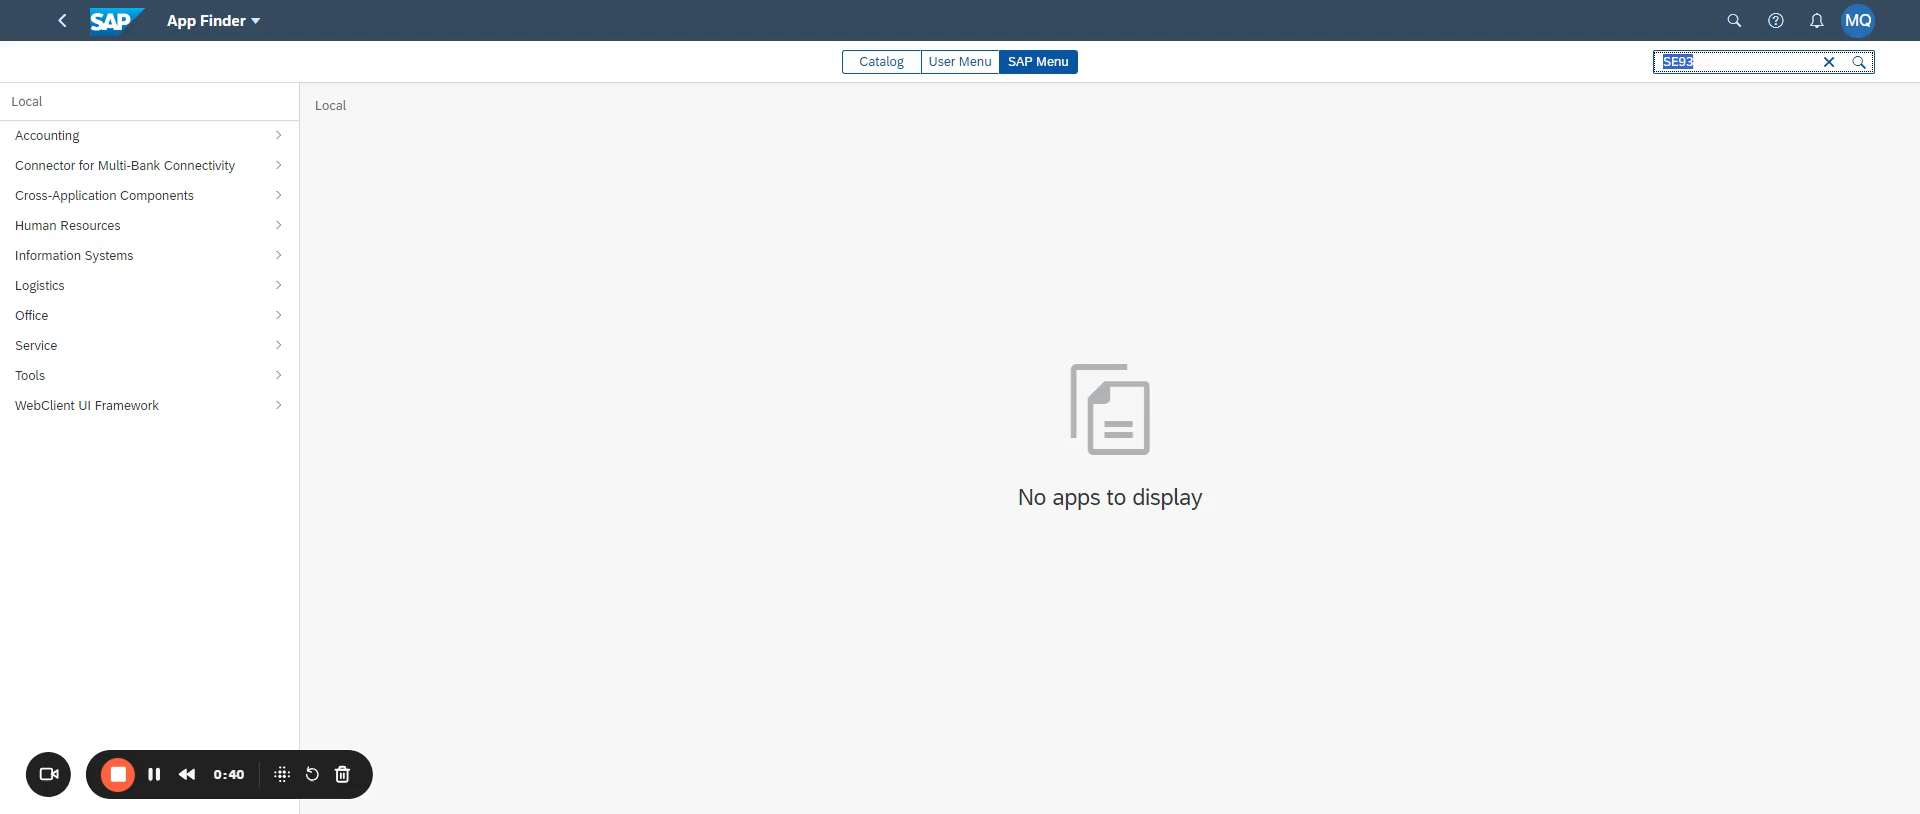 SAP App Finder MQ
Catalog User Menu SAP Menu SE93
Local
Local
Accounting
Connector for Multi-Bank Connectivity
Cross-Application Components
Human Resources
Information Systems
Logistics
Office
Service
Tools
WebClient UI Framework
No apps to display
0:40